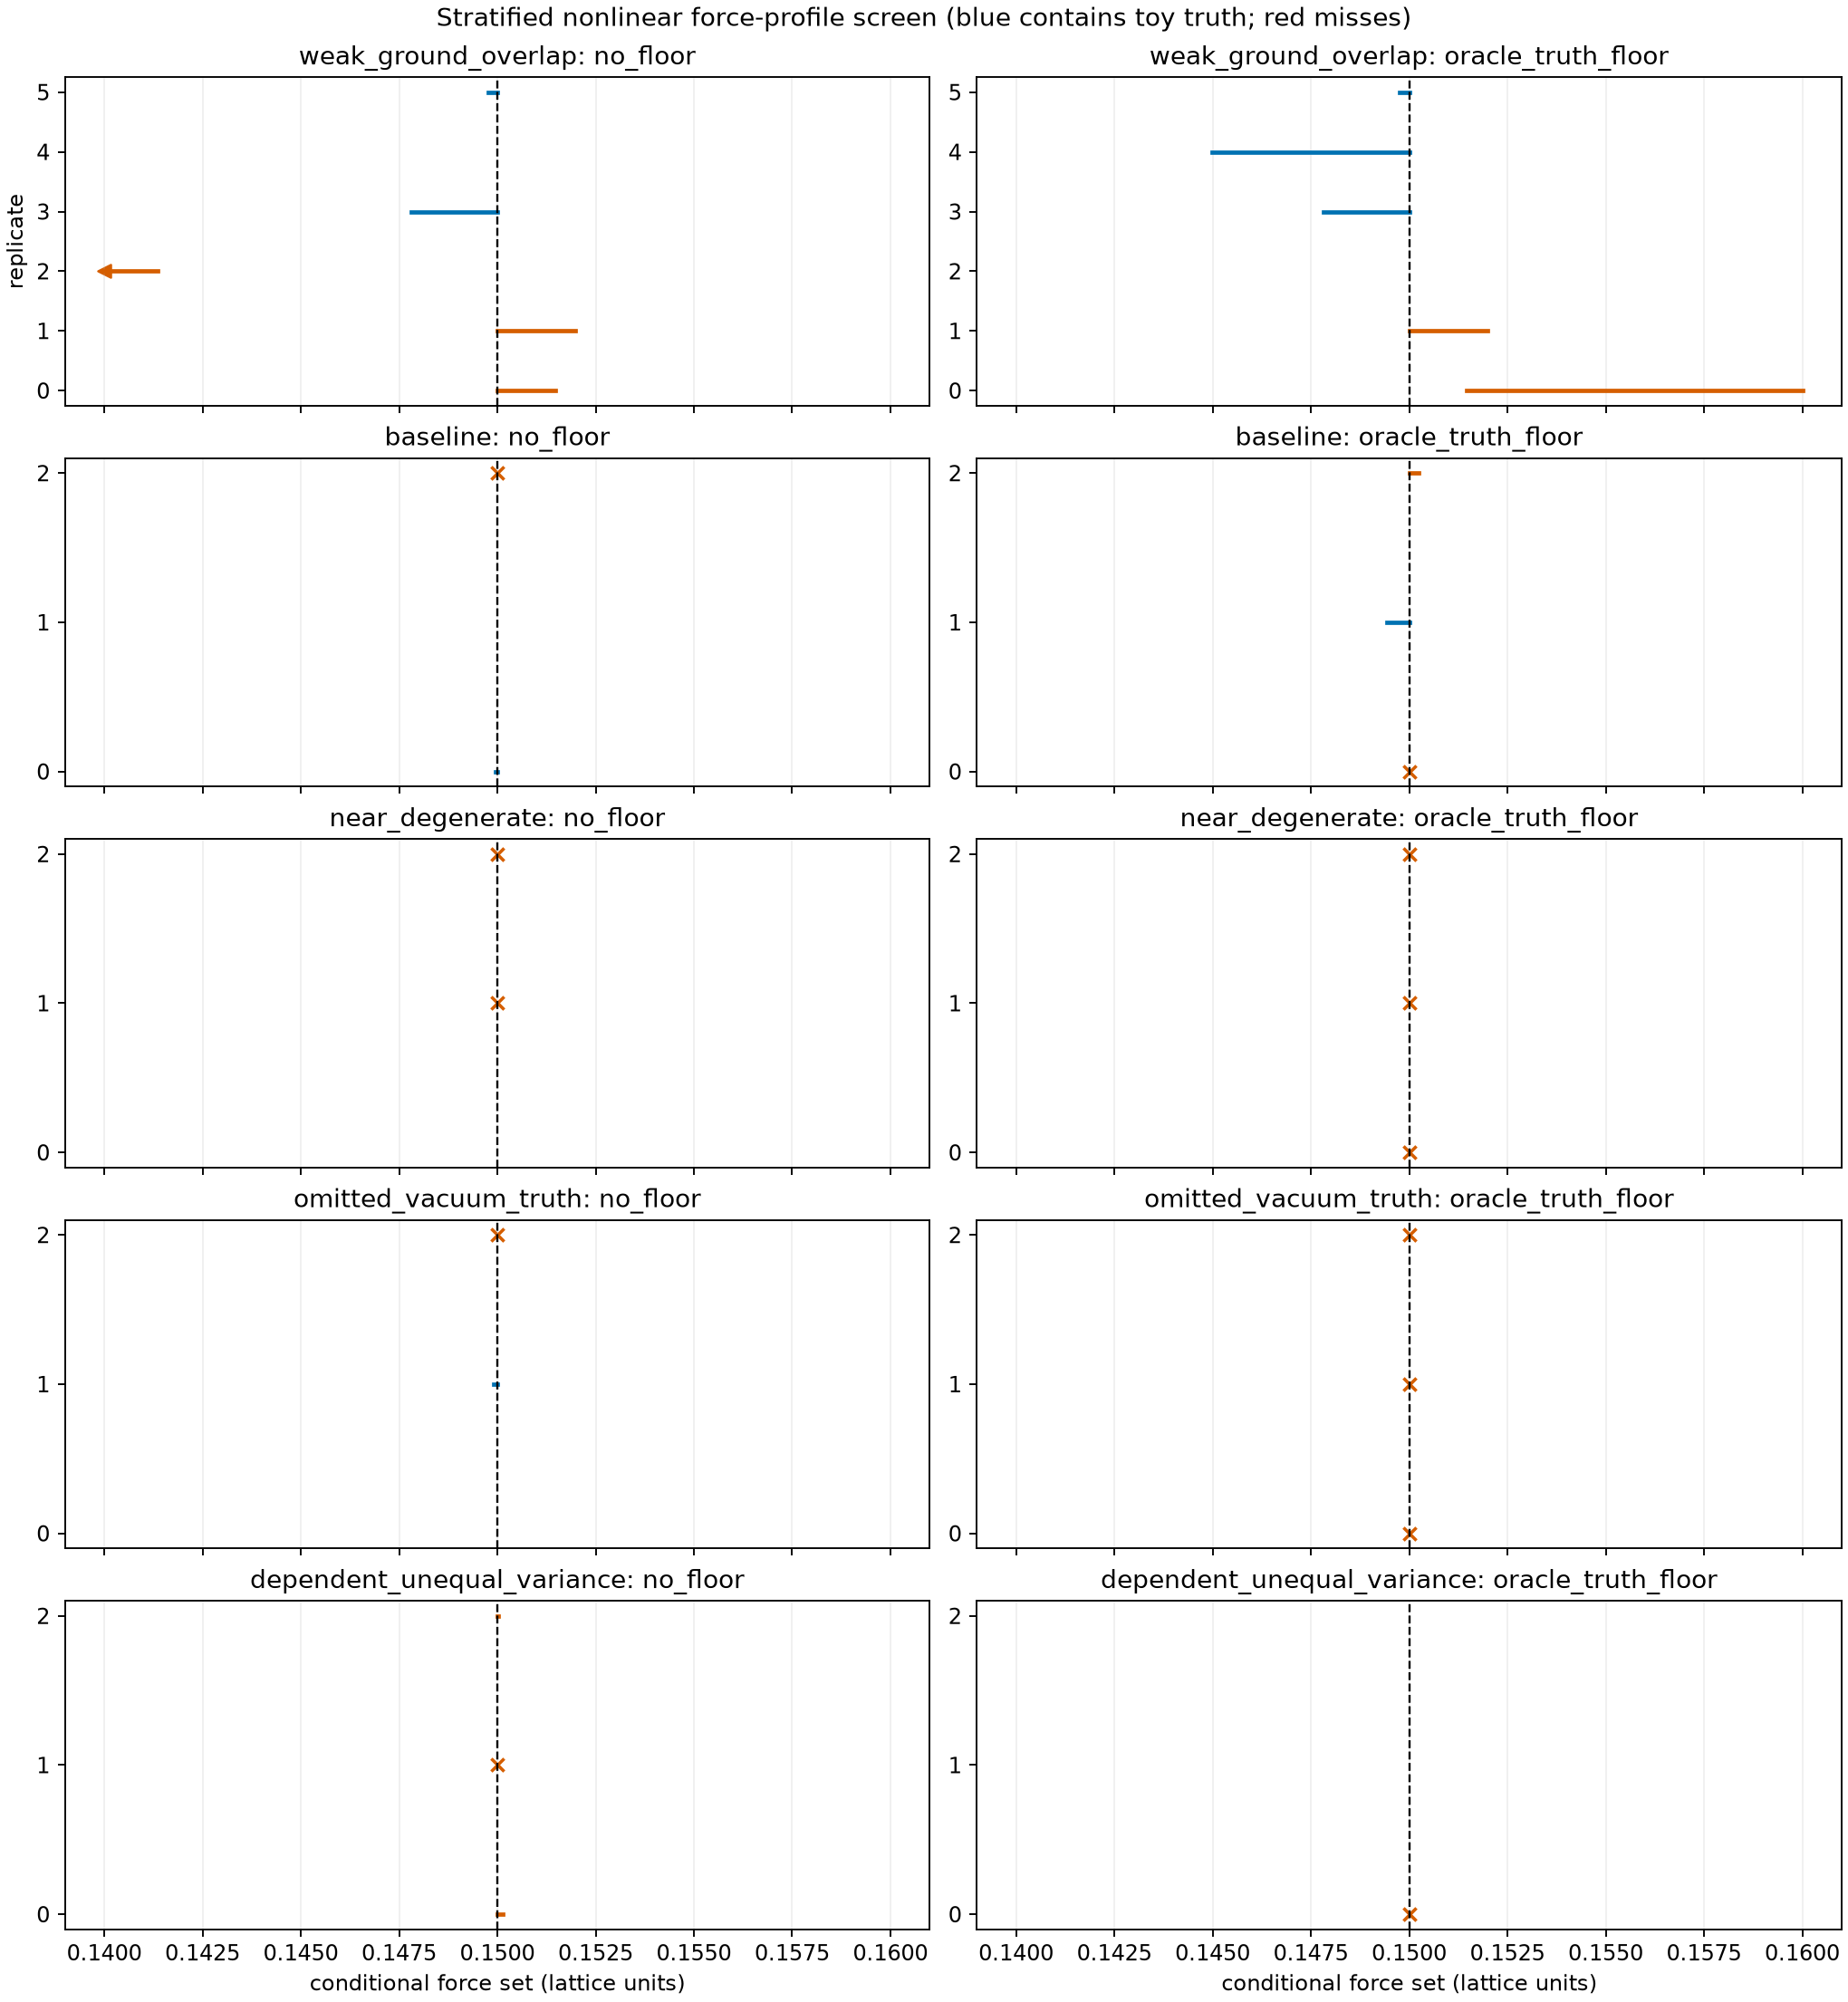 Stratified nonlinear force-profile screen (blue contains toy truth; red misses)
weak_ground_overlap: no_floor
weak_ground_overlap: oracle_truth_floor
replicate
5
4
3
2
1
0
5
4
3
2
1
0
baseline: no_floor
baseline: oracle_truth_floor
2
1
0
2
1
0
near_degenerate: no_floor
near_degenerate: oracle_truth_floor
2
1
0
2
1
0
omitted_vacuum_truth: no_floor
omitted_vacuum_truth: oracle_truth_floor
2
1
0
2
1
0
dependent_unequal_variance: no_floor
dependent_unequal_variance: oracle_truth_floor
2
1
0
2
1
0
0.1400 0.1425 0.1450 0.1475 0.1500 0.1525 0.1550 0.1575 0.1600
0.1400 0.1425 0.1450 0.1475 0.1500 0.1525 0.1550 0.1575 0.1600
conditional force set (lattice units)
conditional force set (lattice units)